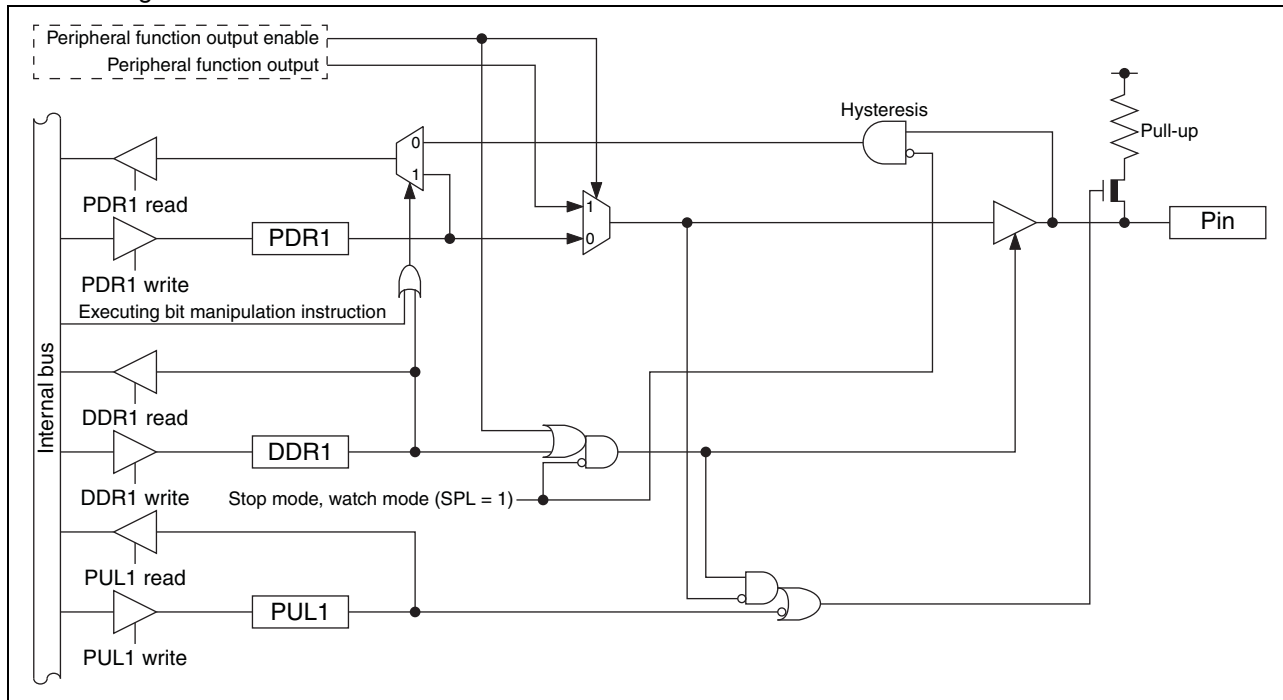 Peripheral function output enable
Peripheral function output
Hysteresis
Pull-up
0
1
PDR1 read
1
0
PDR1
Pin
PDR1 write
Executing bit manipulation instruction
Internal bus
DDR1 read
DDR1
DDR1 write
Stop mode, watch mode (SPL = 1)
PUL1 read
PUL1
PUL1 write